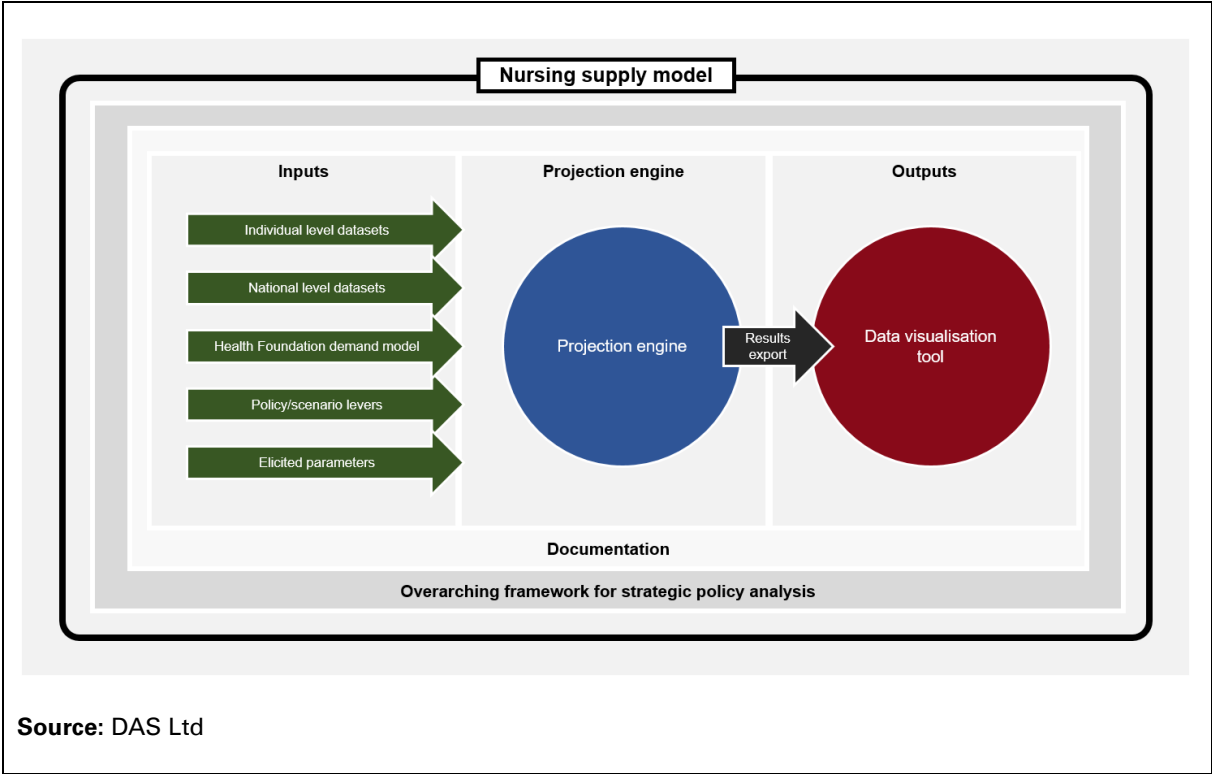 Nursing supply model
Inputs
Projection engine
Outputs
Individual level datasets
National level datasets
Health Foundation demand model
Policy/scenario levers
Elicited parameters
Projection engine
Results
export
Data visualisation
tool
Documentation
Overarching framework for strategic policy analysis
Source: DAS Ltd